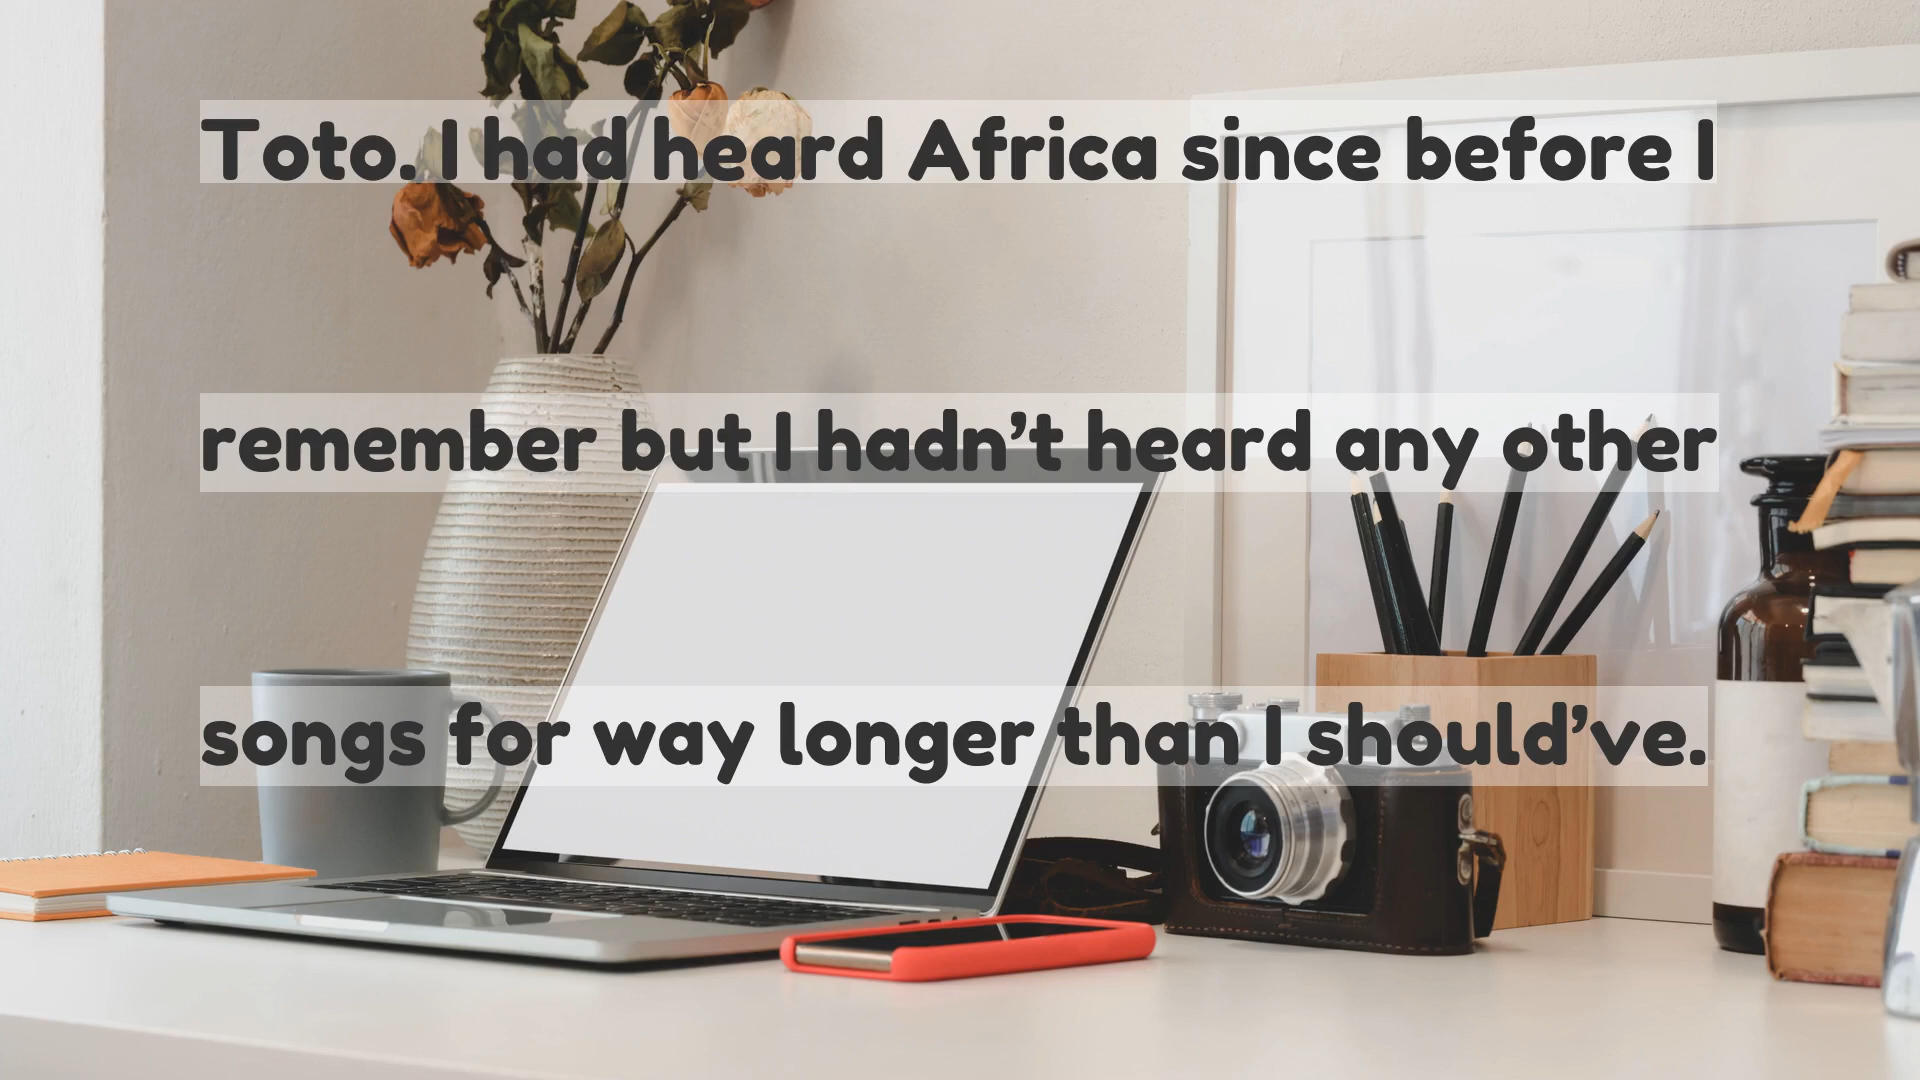 Toto. I had heard Africa since before I
remember but I hadn’t heard any other
songs for way longer than I should’ve.